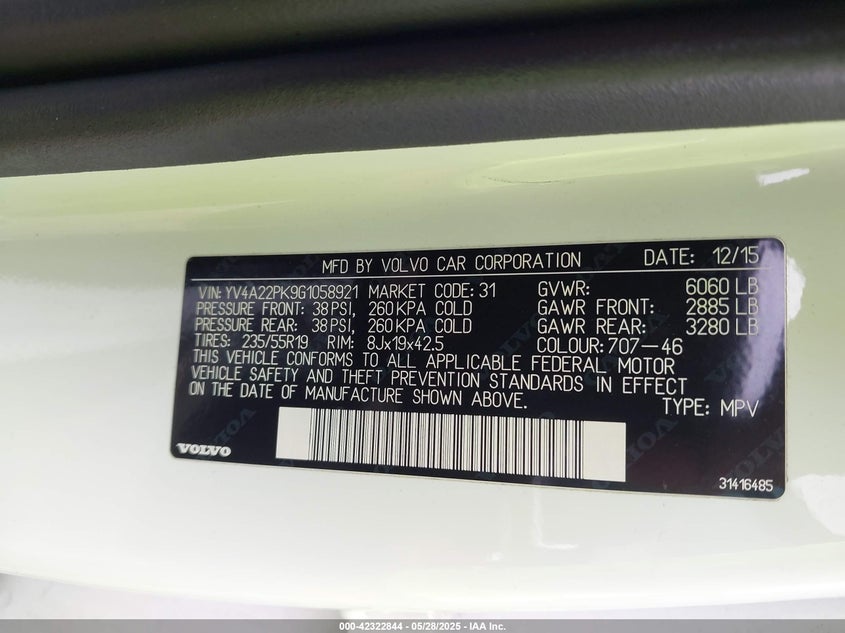 MFD BY VOLVO CAR CORPORATION DATE: 12/15
VIN: YV4A22PK9G1058921 MARKET CODE: 31 GVWR: 6060 LB
PRESSURE FRONT: 38 PSI, 260 KPA COLD GAWR FRONT: 2885 LB
PRESSURE REAR: 38 PSI, 260 KPA COLD GAWR REAR: 3280 LB
TIRES: 235/55R19 RIM: 8Jx19x42.5 COLOUR: 707-46
THIS VEHICLE CONFORMS TO ALL APPLICABLE FEDERAL MOTOR
VEHICLE SAFETY AND THEFT PREVENTION STANDARDS IN EFFECT
ON THE DATE OF MANUFACTURE SHOWN ABOVE. TYPE: MPV
VOLVO
31416485
000-42322844 - 05/28/2025 - IAA Inc.